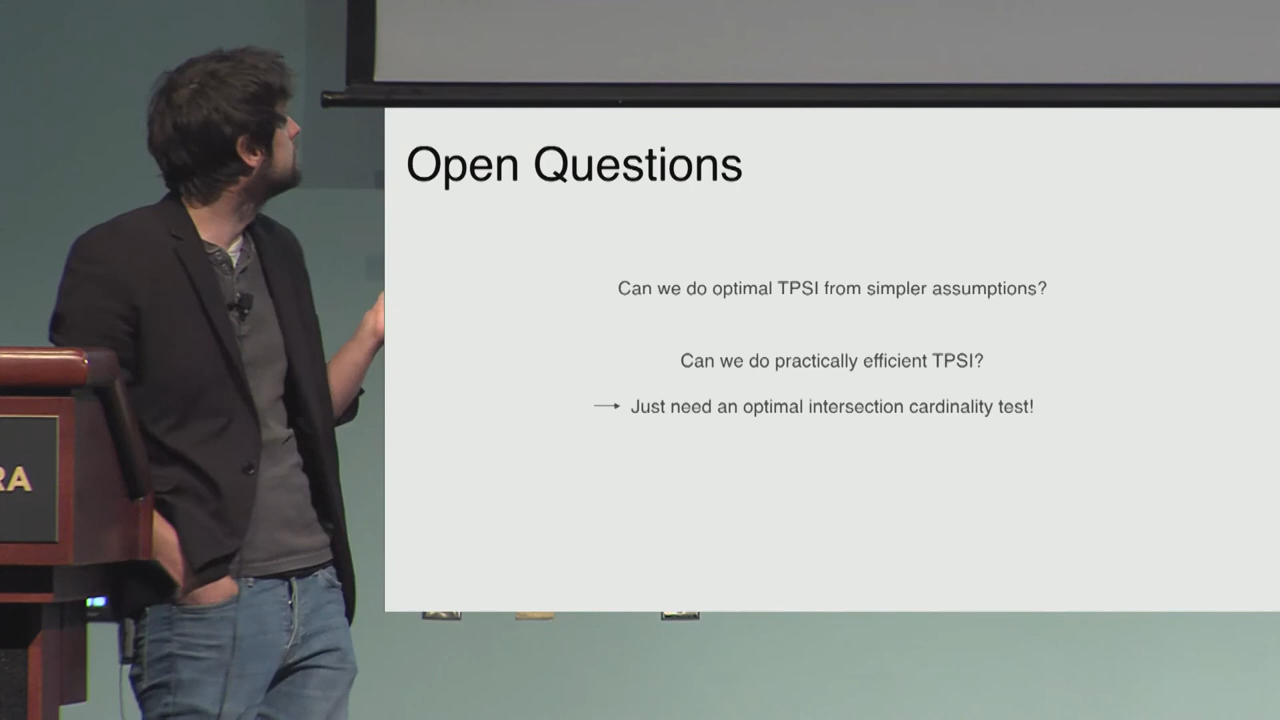 Open Questions
Can we do optimal TPSI from simpler assumptions?
Can we do practically efficient TPSI?
→ Just need an optimal intersection cardinality test!
RA